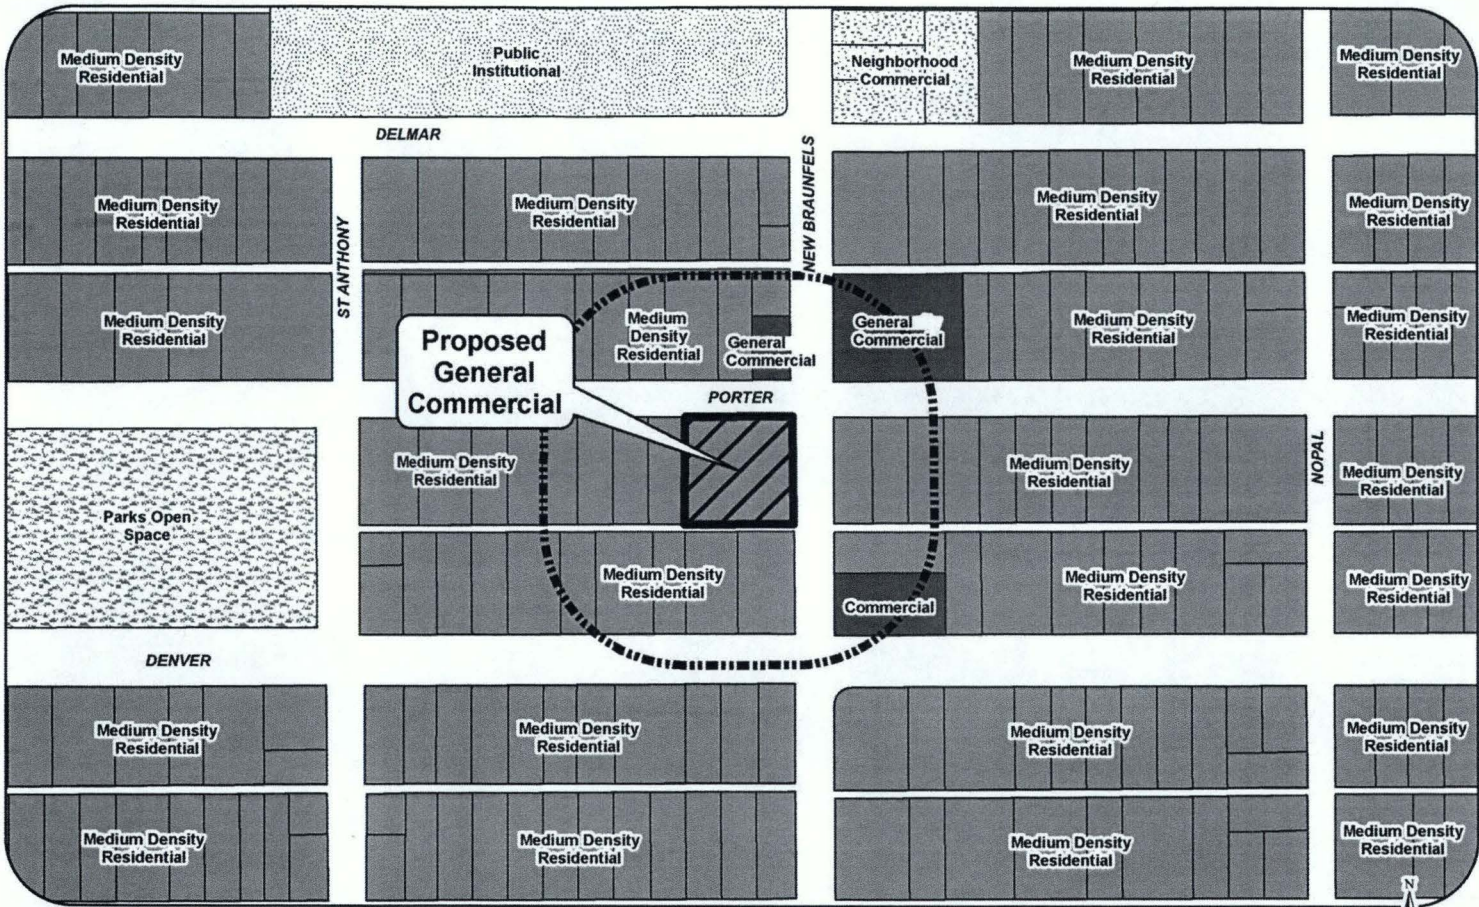 Medium Density
Residential
Public
Institutional
Neighborhood
Commercial
Medium Density
Residential
Medium Density
Residential
DELMAR
Medium Density
Residential
Medium Density
Residential
NEW BRAUNFELS
Medium Density
Residential
Medium Density
Residential
ST ANTHONY
Medium Density
Residential
Medium
Density
Residential
General
Commercial
General
Commercial
Medium Density
Residential
Medium Density
Residential
Proposed
General
Commercial
PORTER
Parks Open
Space
Medium Density
Residential
Medium Density
Residential
NOPAL
Medium Density
Residential
Medium Density
Residential
Commercial
Medium Density
Residential
Medium Density
Residential
DENVER
Medium Density
Residential
Medium Density
Residential
Medium Density
Residential
Medium Density
Residential
Medium Density
Residential
Medium Density
Residential
Medium Density
Residential
Medium Density
Residential
N